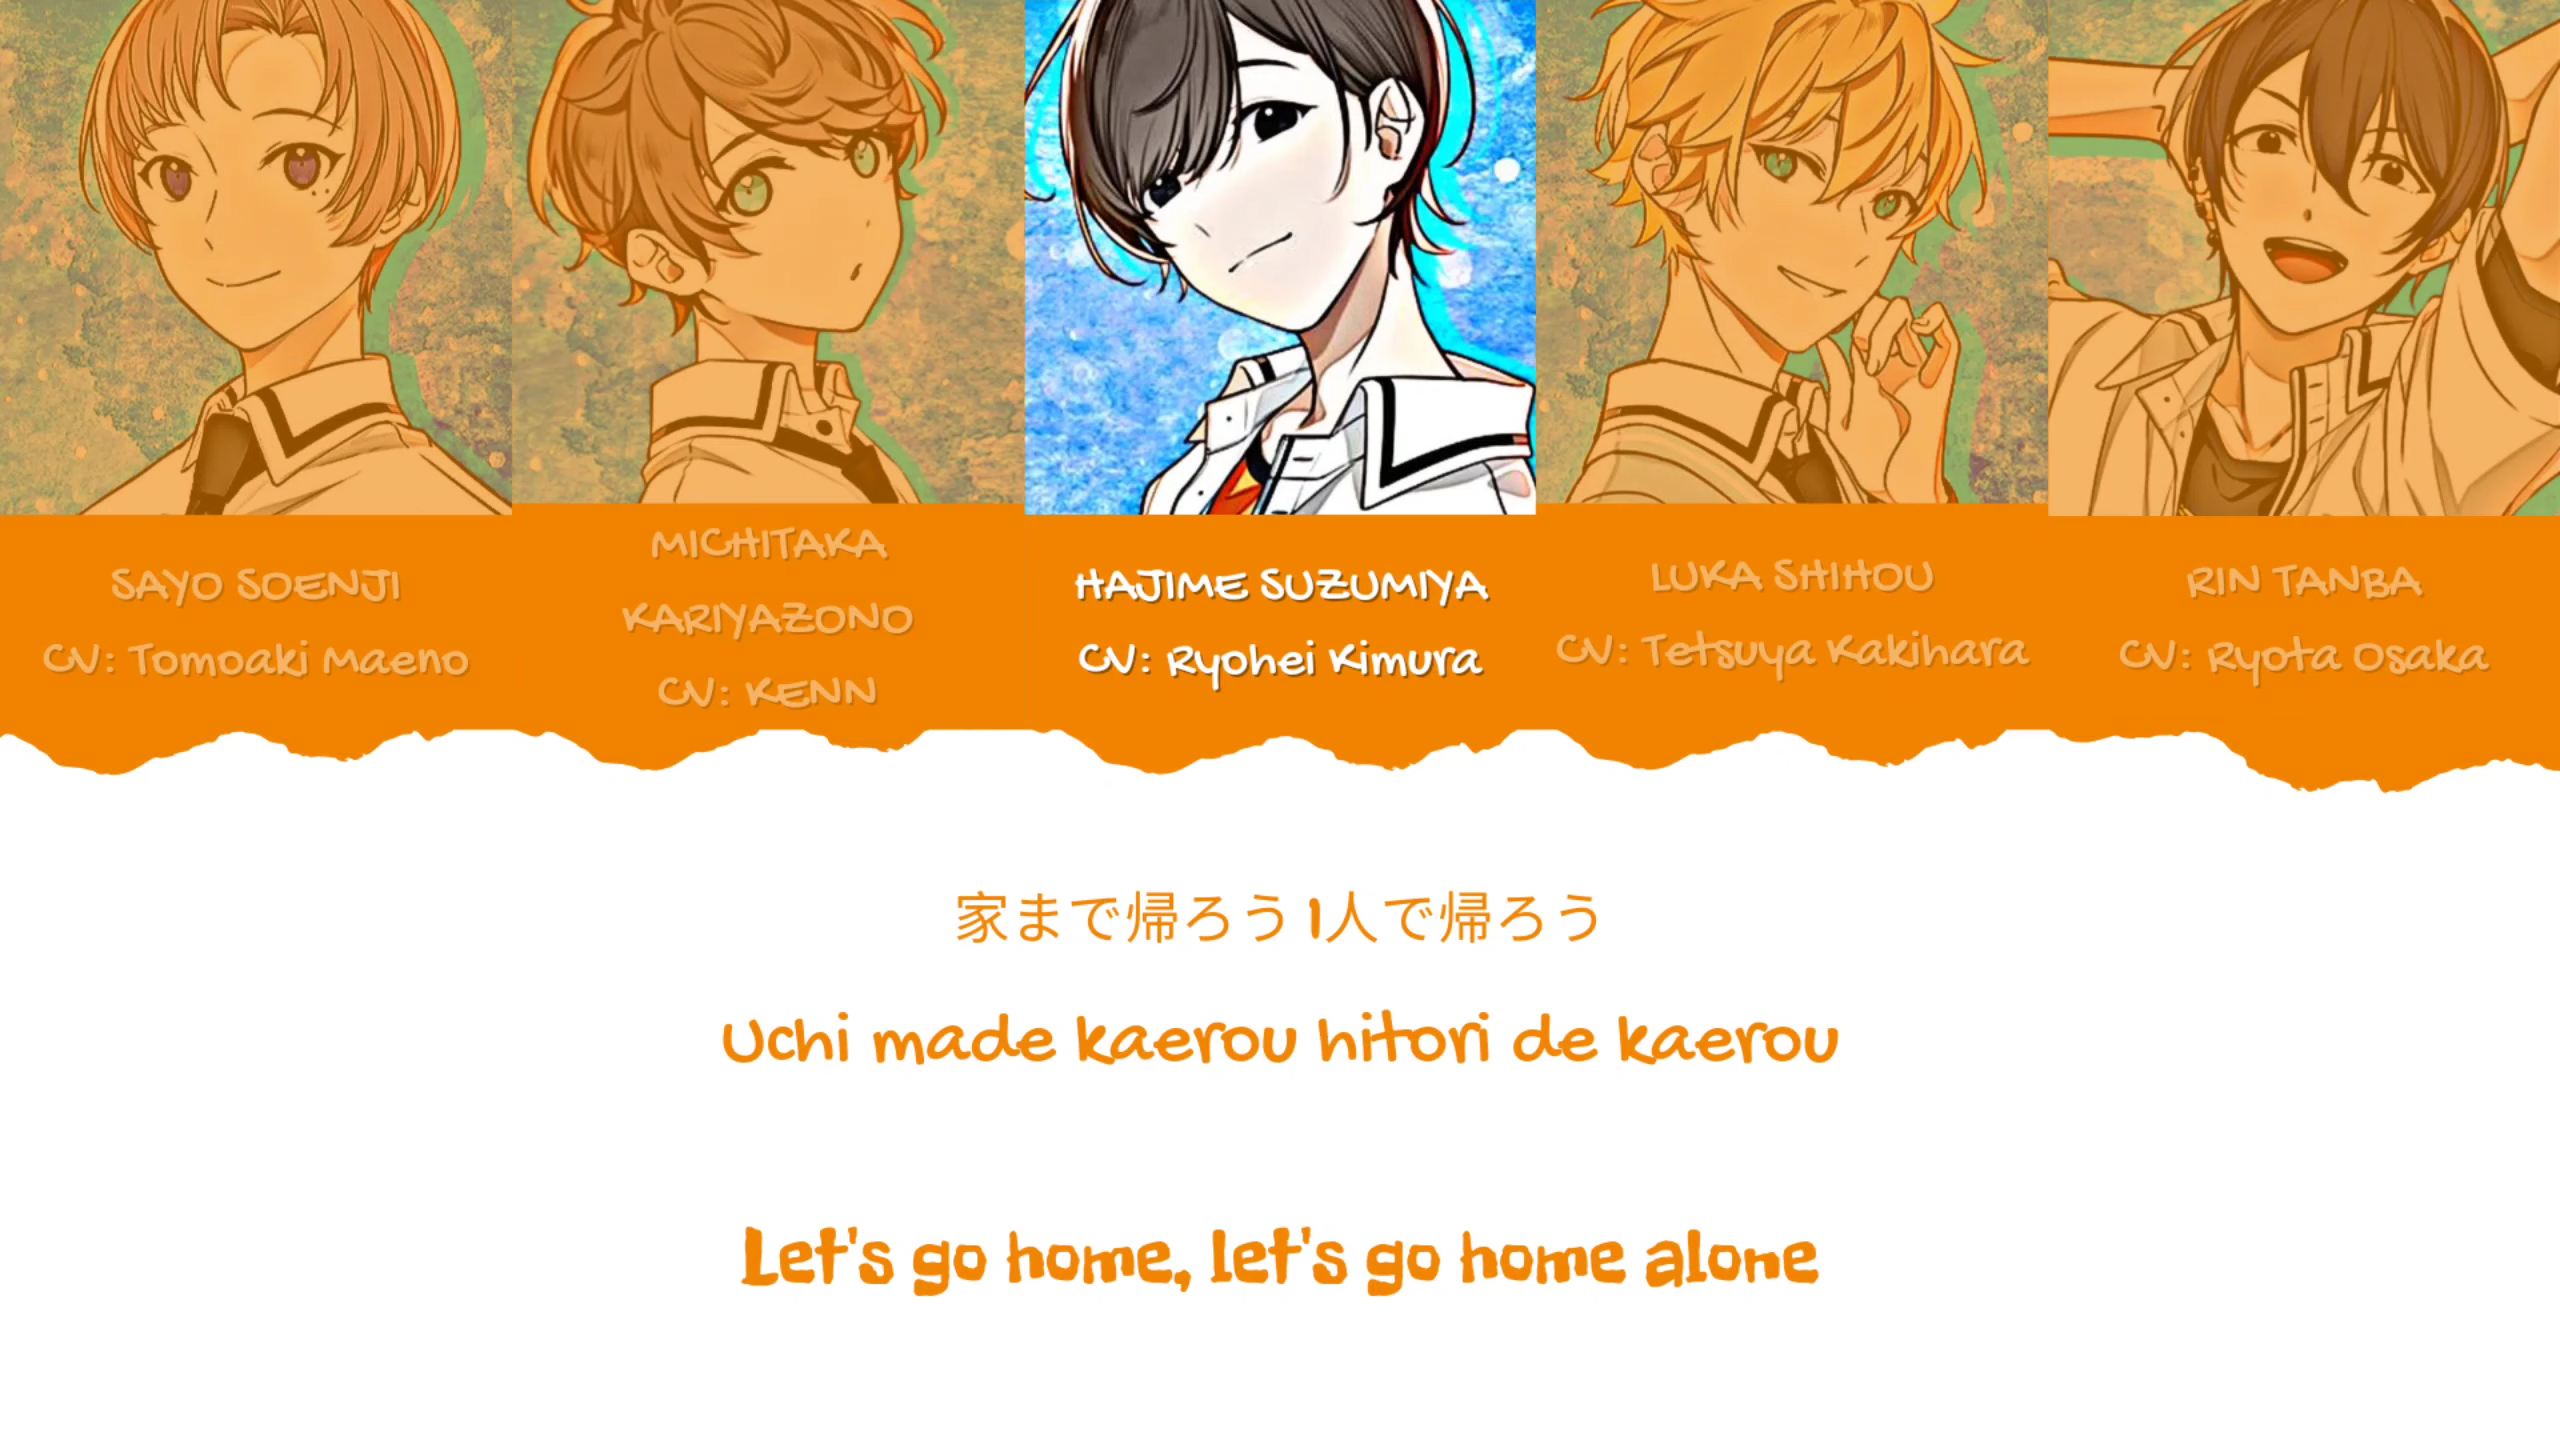 SAYO SOENJI
CV: Tomoaki Maeno
MICHITAKA
KARIYAZONO
CV: KENN
HAJIME SUZUMIYA
CV: Ryohei Kimura
LUKA SHIHOU
CV: Tetsuya Kakihara
RIN TANBA
CV: Ryota Osaka
家まで帰ろう 1人で帰ろう
Uchi made kaerou hitori de kaerou
Let's go home, let's go home alone